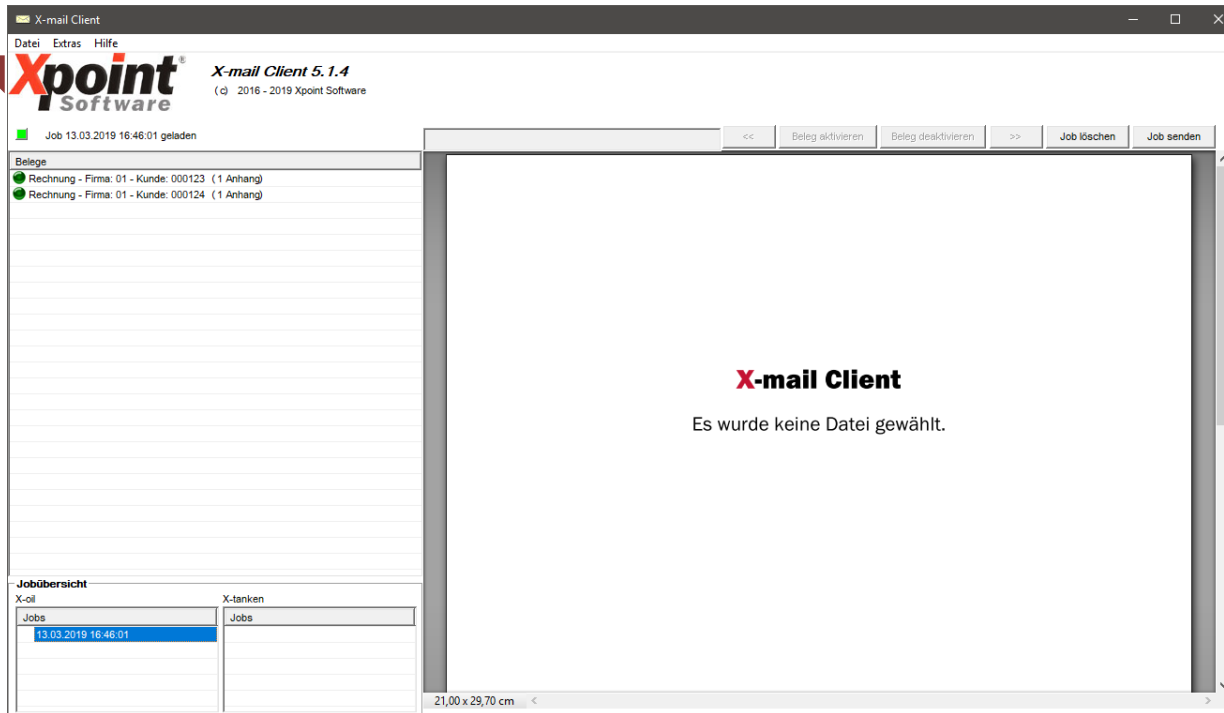 X-mail Client
Datei Extras Hilfe
Xpoint®
Software
X-mail Client 5.1.4
(c) 2016 - 2019 Xpoint Software
Job 13.03.2019 16:46:01 geladen
<< Beleg aktivieren Beleg deaktivieren >> Job löschen Job senden
Belege
Rechnung - Firma: 01 - Kunde: 000123 (1 Anhang)
Rechnung - Firma: 01 - Kunde: 000124 (1 Anhang)
X-mail Client
Es wurde keine Datei gewählt.
Jobübersicht
X-oil X-tanken
Jobs Jobs
13.03.2019 16:46:01
21,00 x 29,70 cm